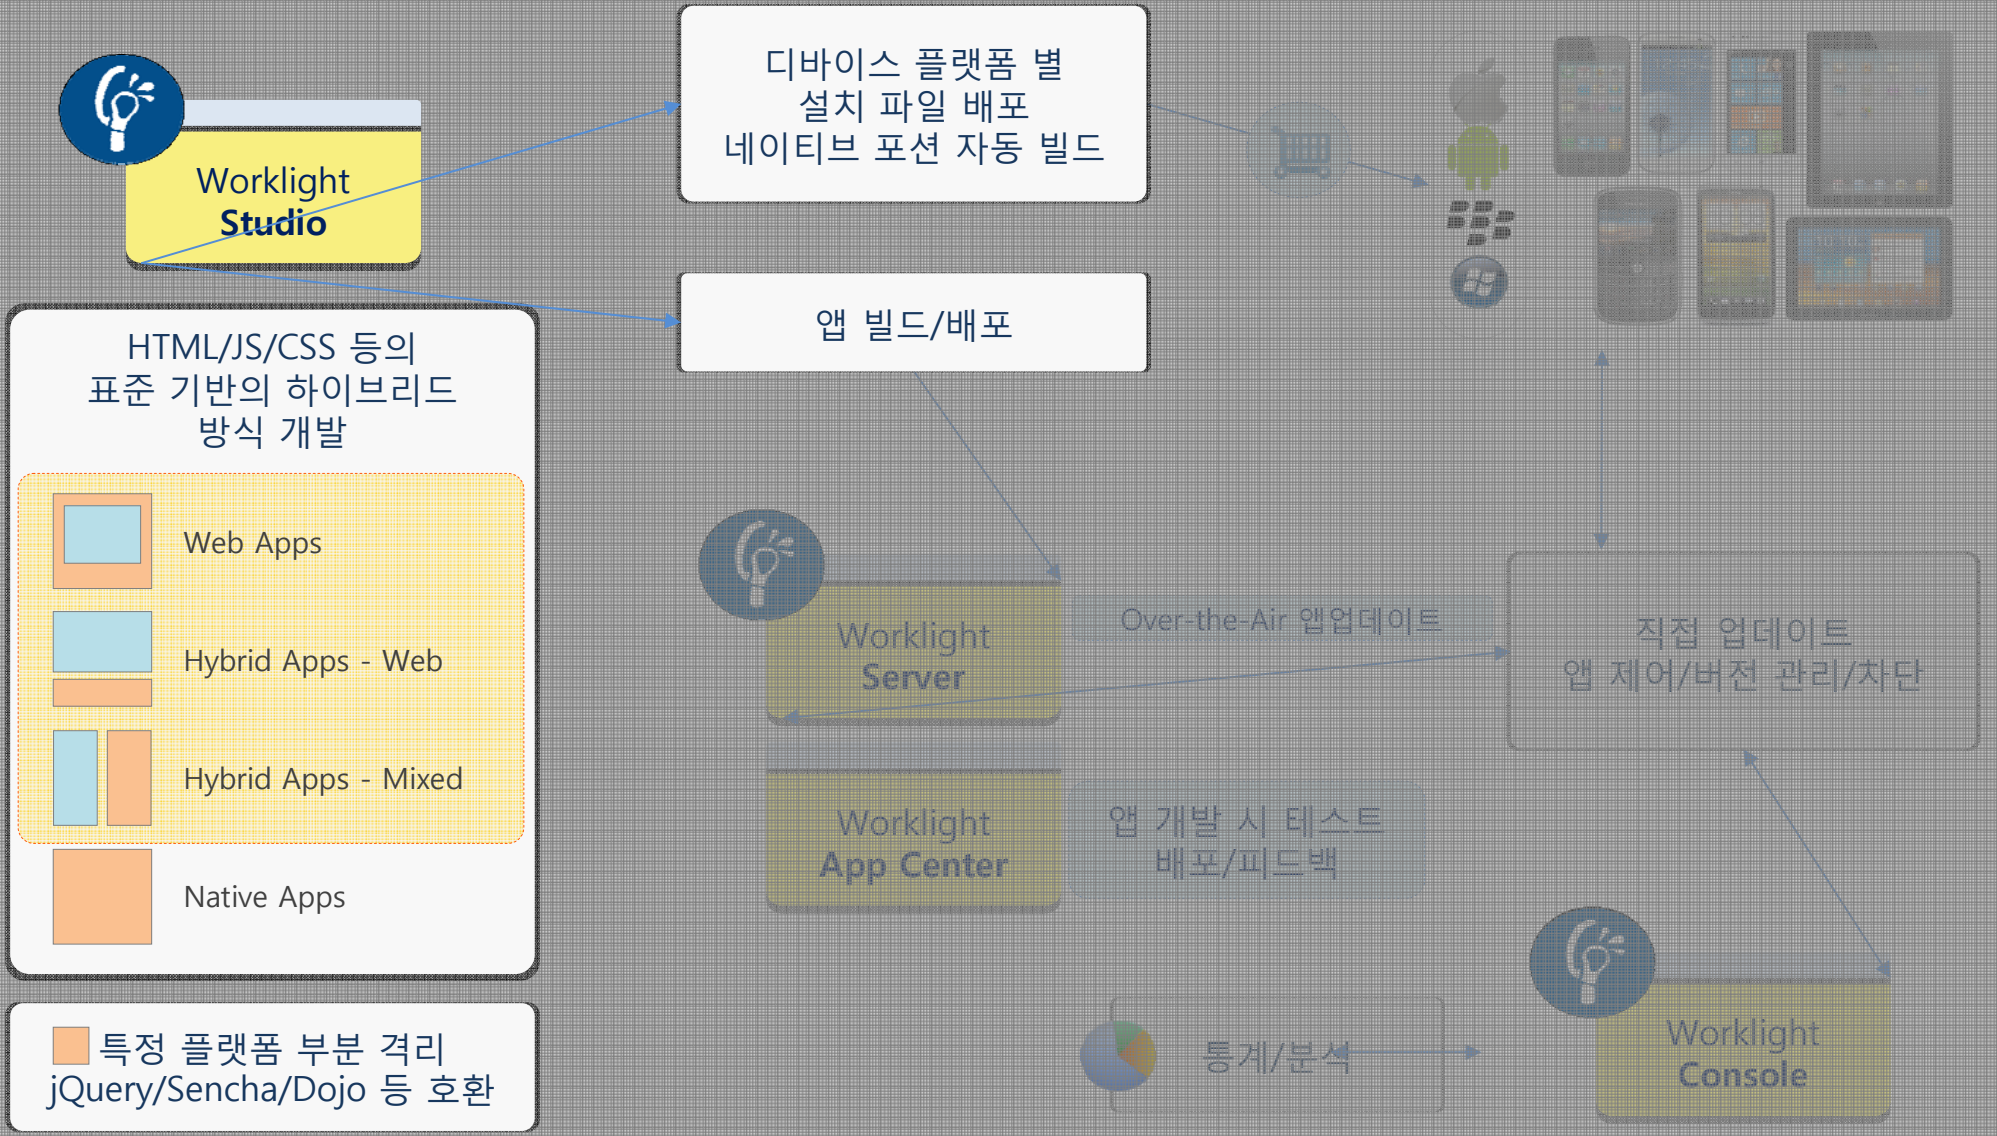 디바이스 플랫폼 별
설치 파일 배포
네이티브 포션 자동 빌드
Worklight
Studio
앱 빌드/배포
HTML/JS/CSS 등의
표준 기반의 하이브리드
방식 개발
Web Apps
Hybrid Apps - Web
Hybrid Apps - Mixed
Native Apps
특정 플랫폼 부분 격리
jQuery/Sencha/Dojo 등 호환
Worklight
Server
Over-the-Air 앱업데이트
직접 업데이트
앱 제어/버전 관리/차단
Worklight
App Center
앱 개발 시 테스트
배포/피드백
통계/분석
Worklight
Console